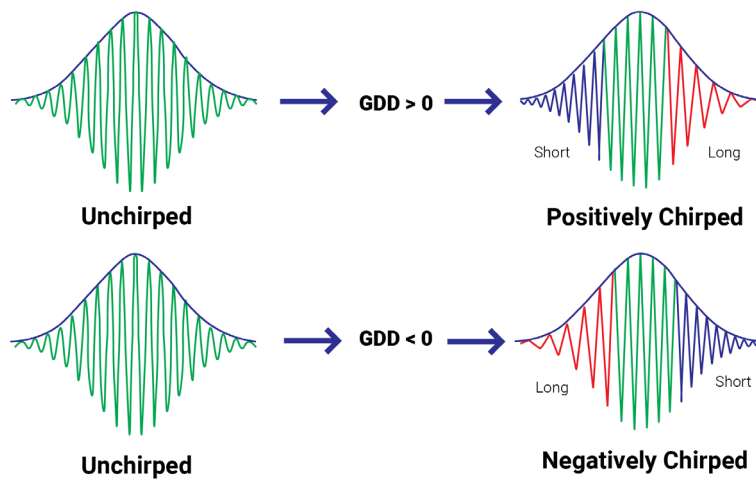 GDD > 0
Short
Long
Unchirped
Positively Chirped
GDD < 0
Long
Short
Unchirped
Negatively Chirped